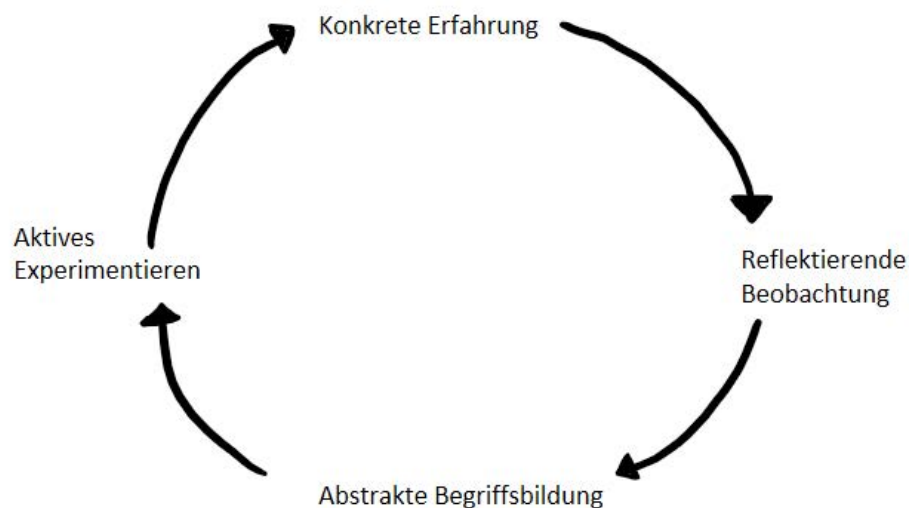 Konkrete Erfahrung
Aktives
Experimentieren
Reflektierende
Beobachtung
Abstrakte Begriffsbildung